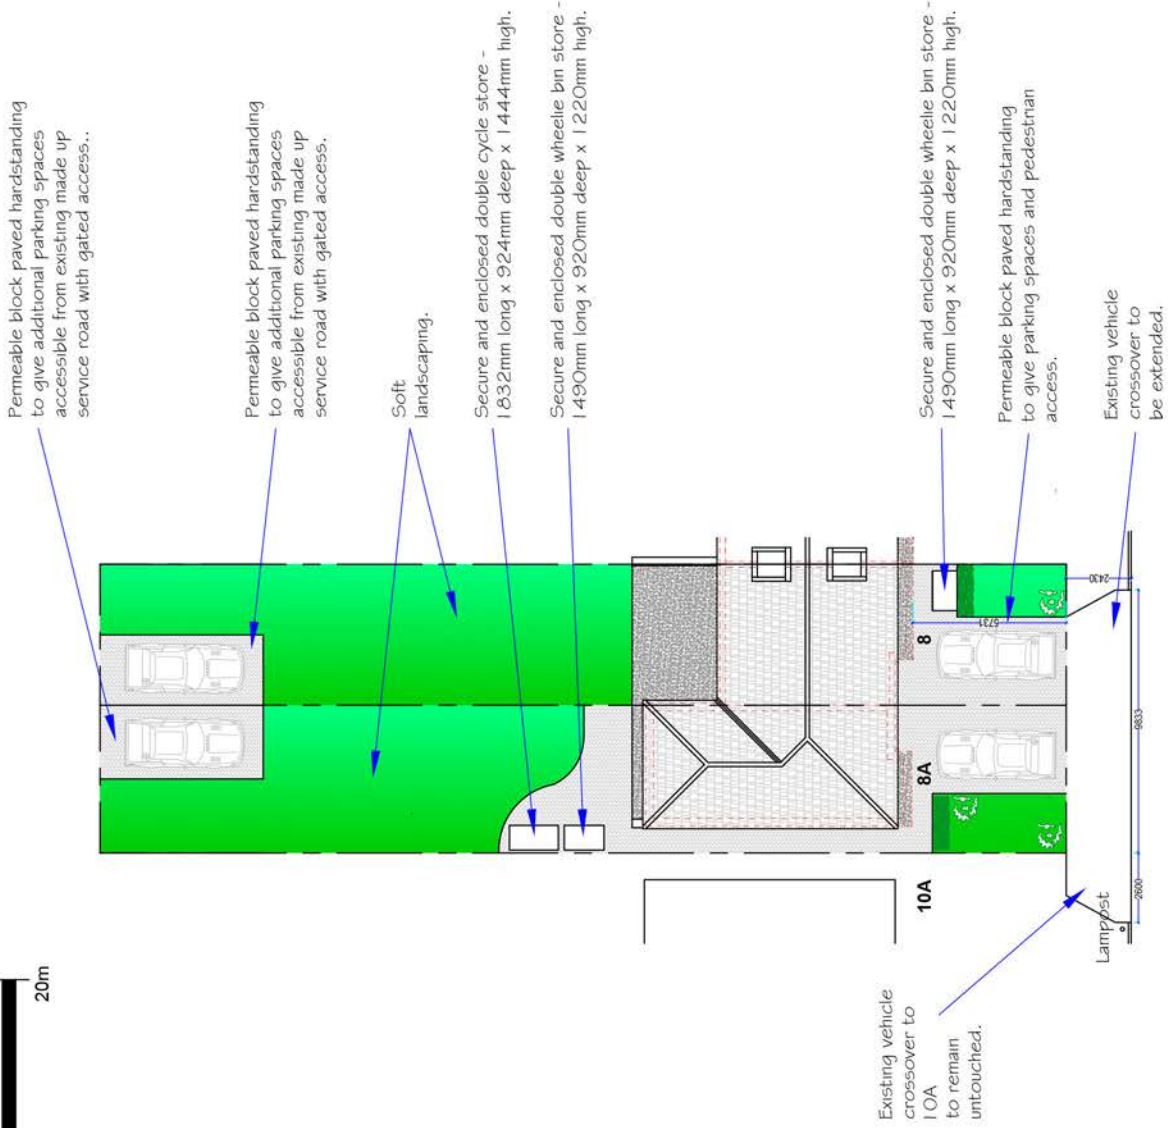 Permeable block paved hardstanding
to give additional parking spaces
accessible from existing made up
service road with gated access..
Permeable block paved hardstanding
to give additional parking spaces
accessible from existing made up
service road with gated access.
Soft
landscaping.
Secure and enclosed double cycle store -
1832mm long x 924mm deep x 1444mm high.
Secure and enclosed double wheelie bin store -
1490mm long x 920mm deep x 1220mm high.
Secure and enclosed double wheelie bin store -
1490mm long x 920mm deep x 1220mm high.
Permeable block paved hardstanding
to give parking spaces and pedestrian
access.
Existing vehicle
crossover to
be extended.
8
8A
10A
5731
2430
9833
2600
Lampost
Existing vehicle
crossover to
10A
to remain
untouched.
20m